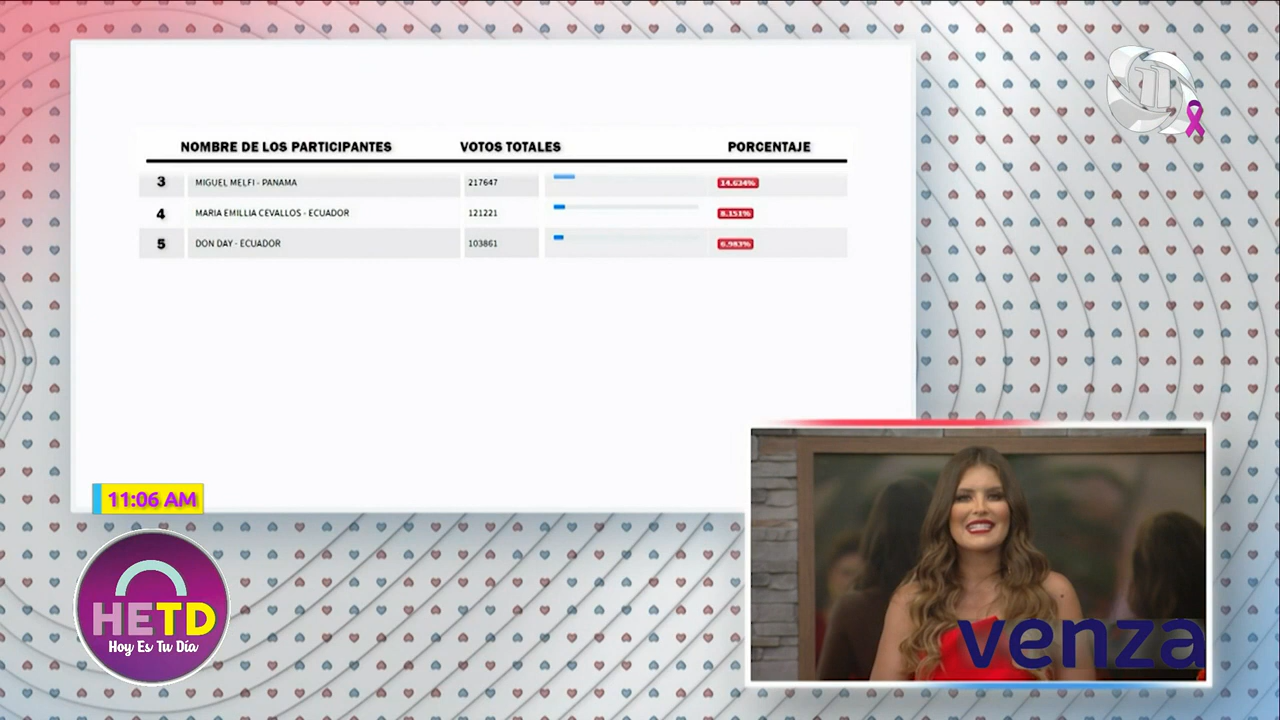 11
NOMBRE DE LOS PARTICIPANTES VOTOS TOTALES PORCENTAJE
3 MIGUEL MELFI - PANAMA 217647 14.634%
4 MARIA EMILLIA CEVALLOS - ECUADOR 121221 8.151%
5 DON DAY - ECUADOR 103861 6.983%
11:06 AM
HETD
Hoy Es Tu Día
venza